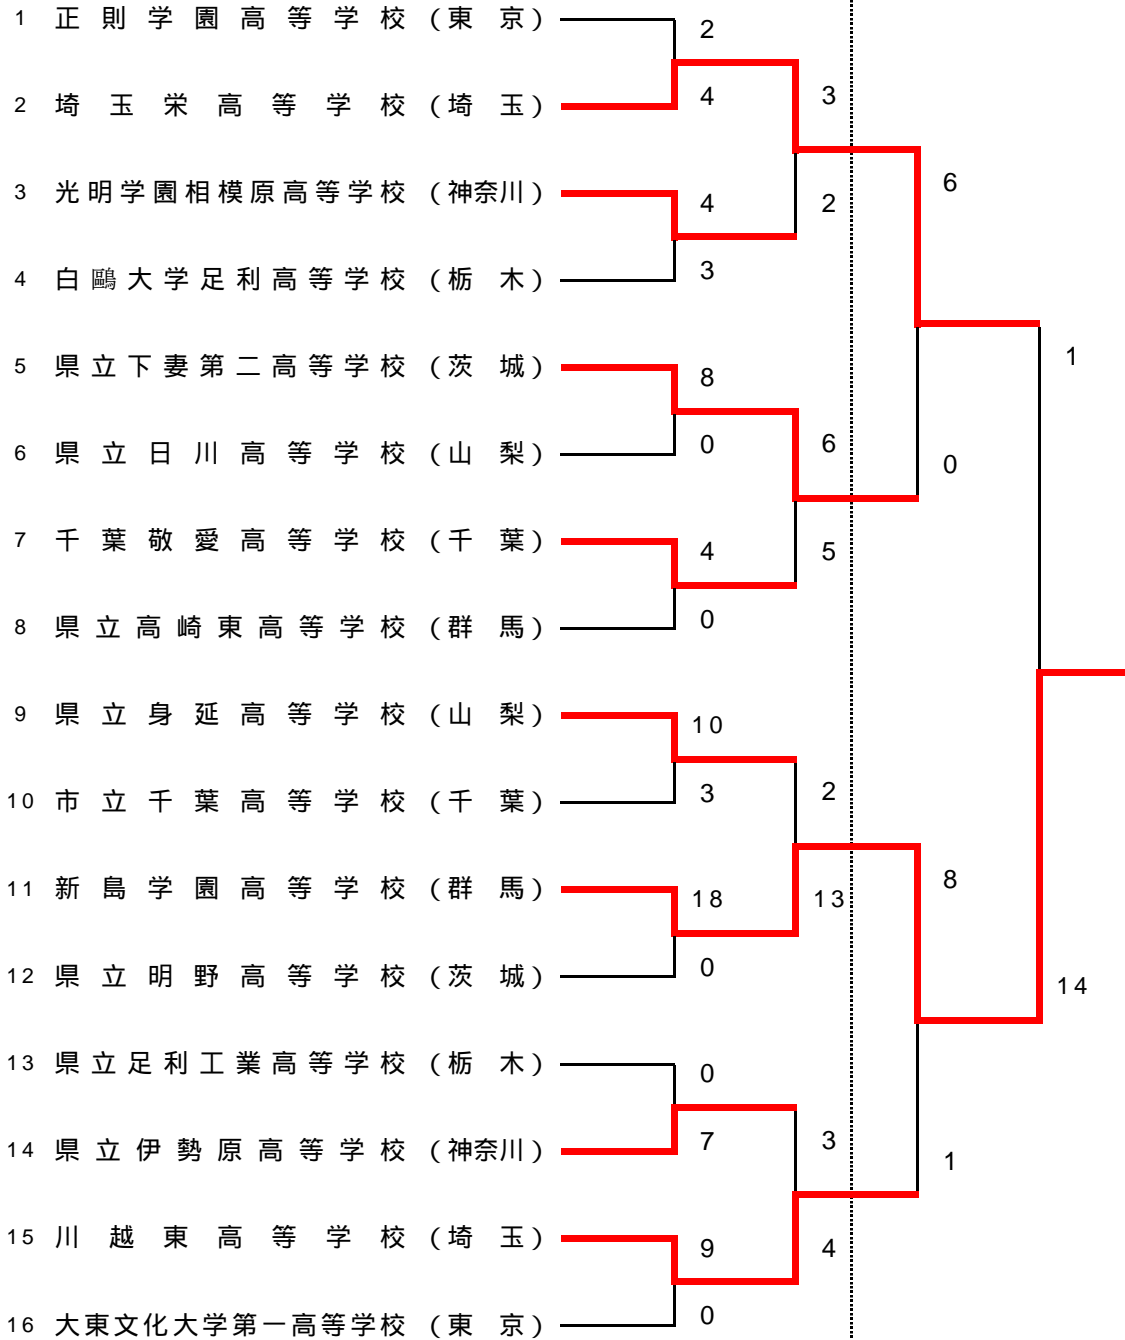 1 正則学園高等学校 (東京)
2
2 埼玉栄高等学校 (埼玉)
4
3
3 光明学園相模原高等学校 (神奈川)
4
2
6
4 白鷗大学足利高等学校 (栃木)
3
5 県立下妻第二高等学校 (茨城)
8
1
6 県立日川高等学校 (山梨)
0
6
0
7 千葉敬愛高等学校 (千葉)
4
5
8 県立高崎東高等学校 (群馬)
0
9 県立身延高等学校 (山梨)
10
10 市立千葉高等学校 (千葉)
3
2
11 新島学園高等学校 (群馬)
18
13
8
12 県立明野高等学校 (茨城)
0
14
13 県立足利工業高等学校 (栃木)
0
14 県立伊勢原高等学校 (神奈川)
7
3
1
15 川越東高等学校 (埼玉)
9
4
16 大東文化大学第一高等学校 (東京)
0